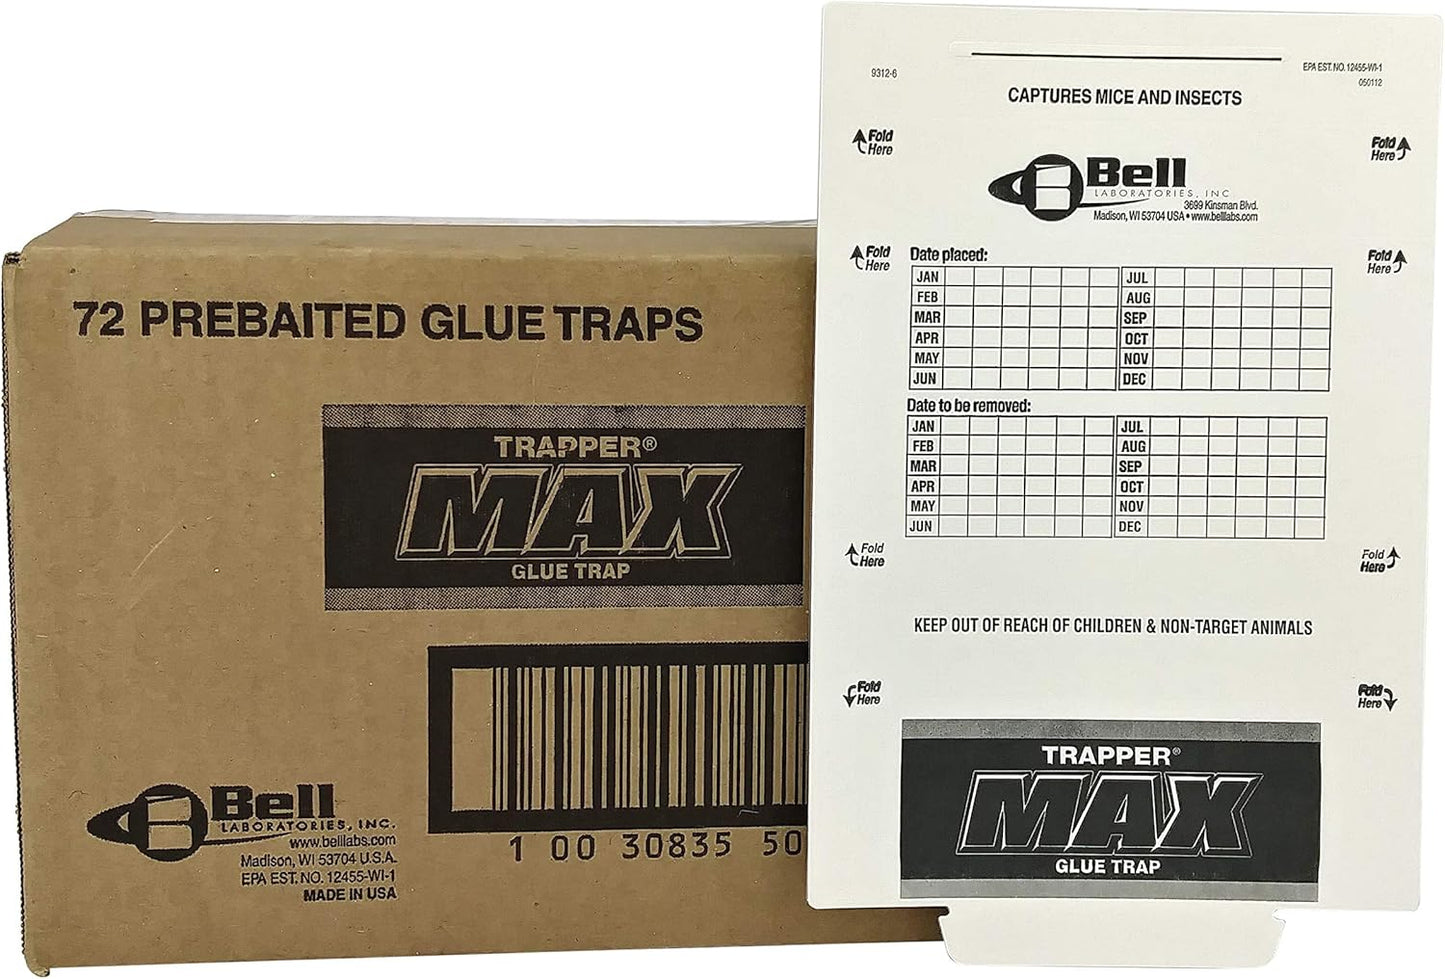 72 PREBAITED GLUE TRAPS
TRAPPER®
MAX
GLUE TRAP
1 00 30835 50
Bell
LABORATORIES, INC.
www.belllabs.com
Madison, WI 53704 U.S.A.
EPA EST. NO. 12455-WI-1
MADE IN USA
9312-6
EPA EST. NO. 12455-WI-1
050112
CAPTURES MICE AND INSECTS
Fold Here
Fold Here
Bell
LABORATORIES, INC.
3699 Kinsman Blvd.
Madison, WI 53704 USA • www.belllabs.com
Fold Here
Fold Here
Date placed:
JAN JUL
FEB AUG
MAR SEP
APR OCT
MAY NOV
JUN DEC
Date to be removed:
JAN JUL
FEB AUG
MAR SEP
APR OCT
MAY NOV
JUN DEC
Fold Here
Fold Here
KEEP OUT OF REACH OF CHILDREN & NON-TARGET ANIMALS
Fold Here
Fold Here
TRAPPER®
MAX
GLUE TRAP